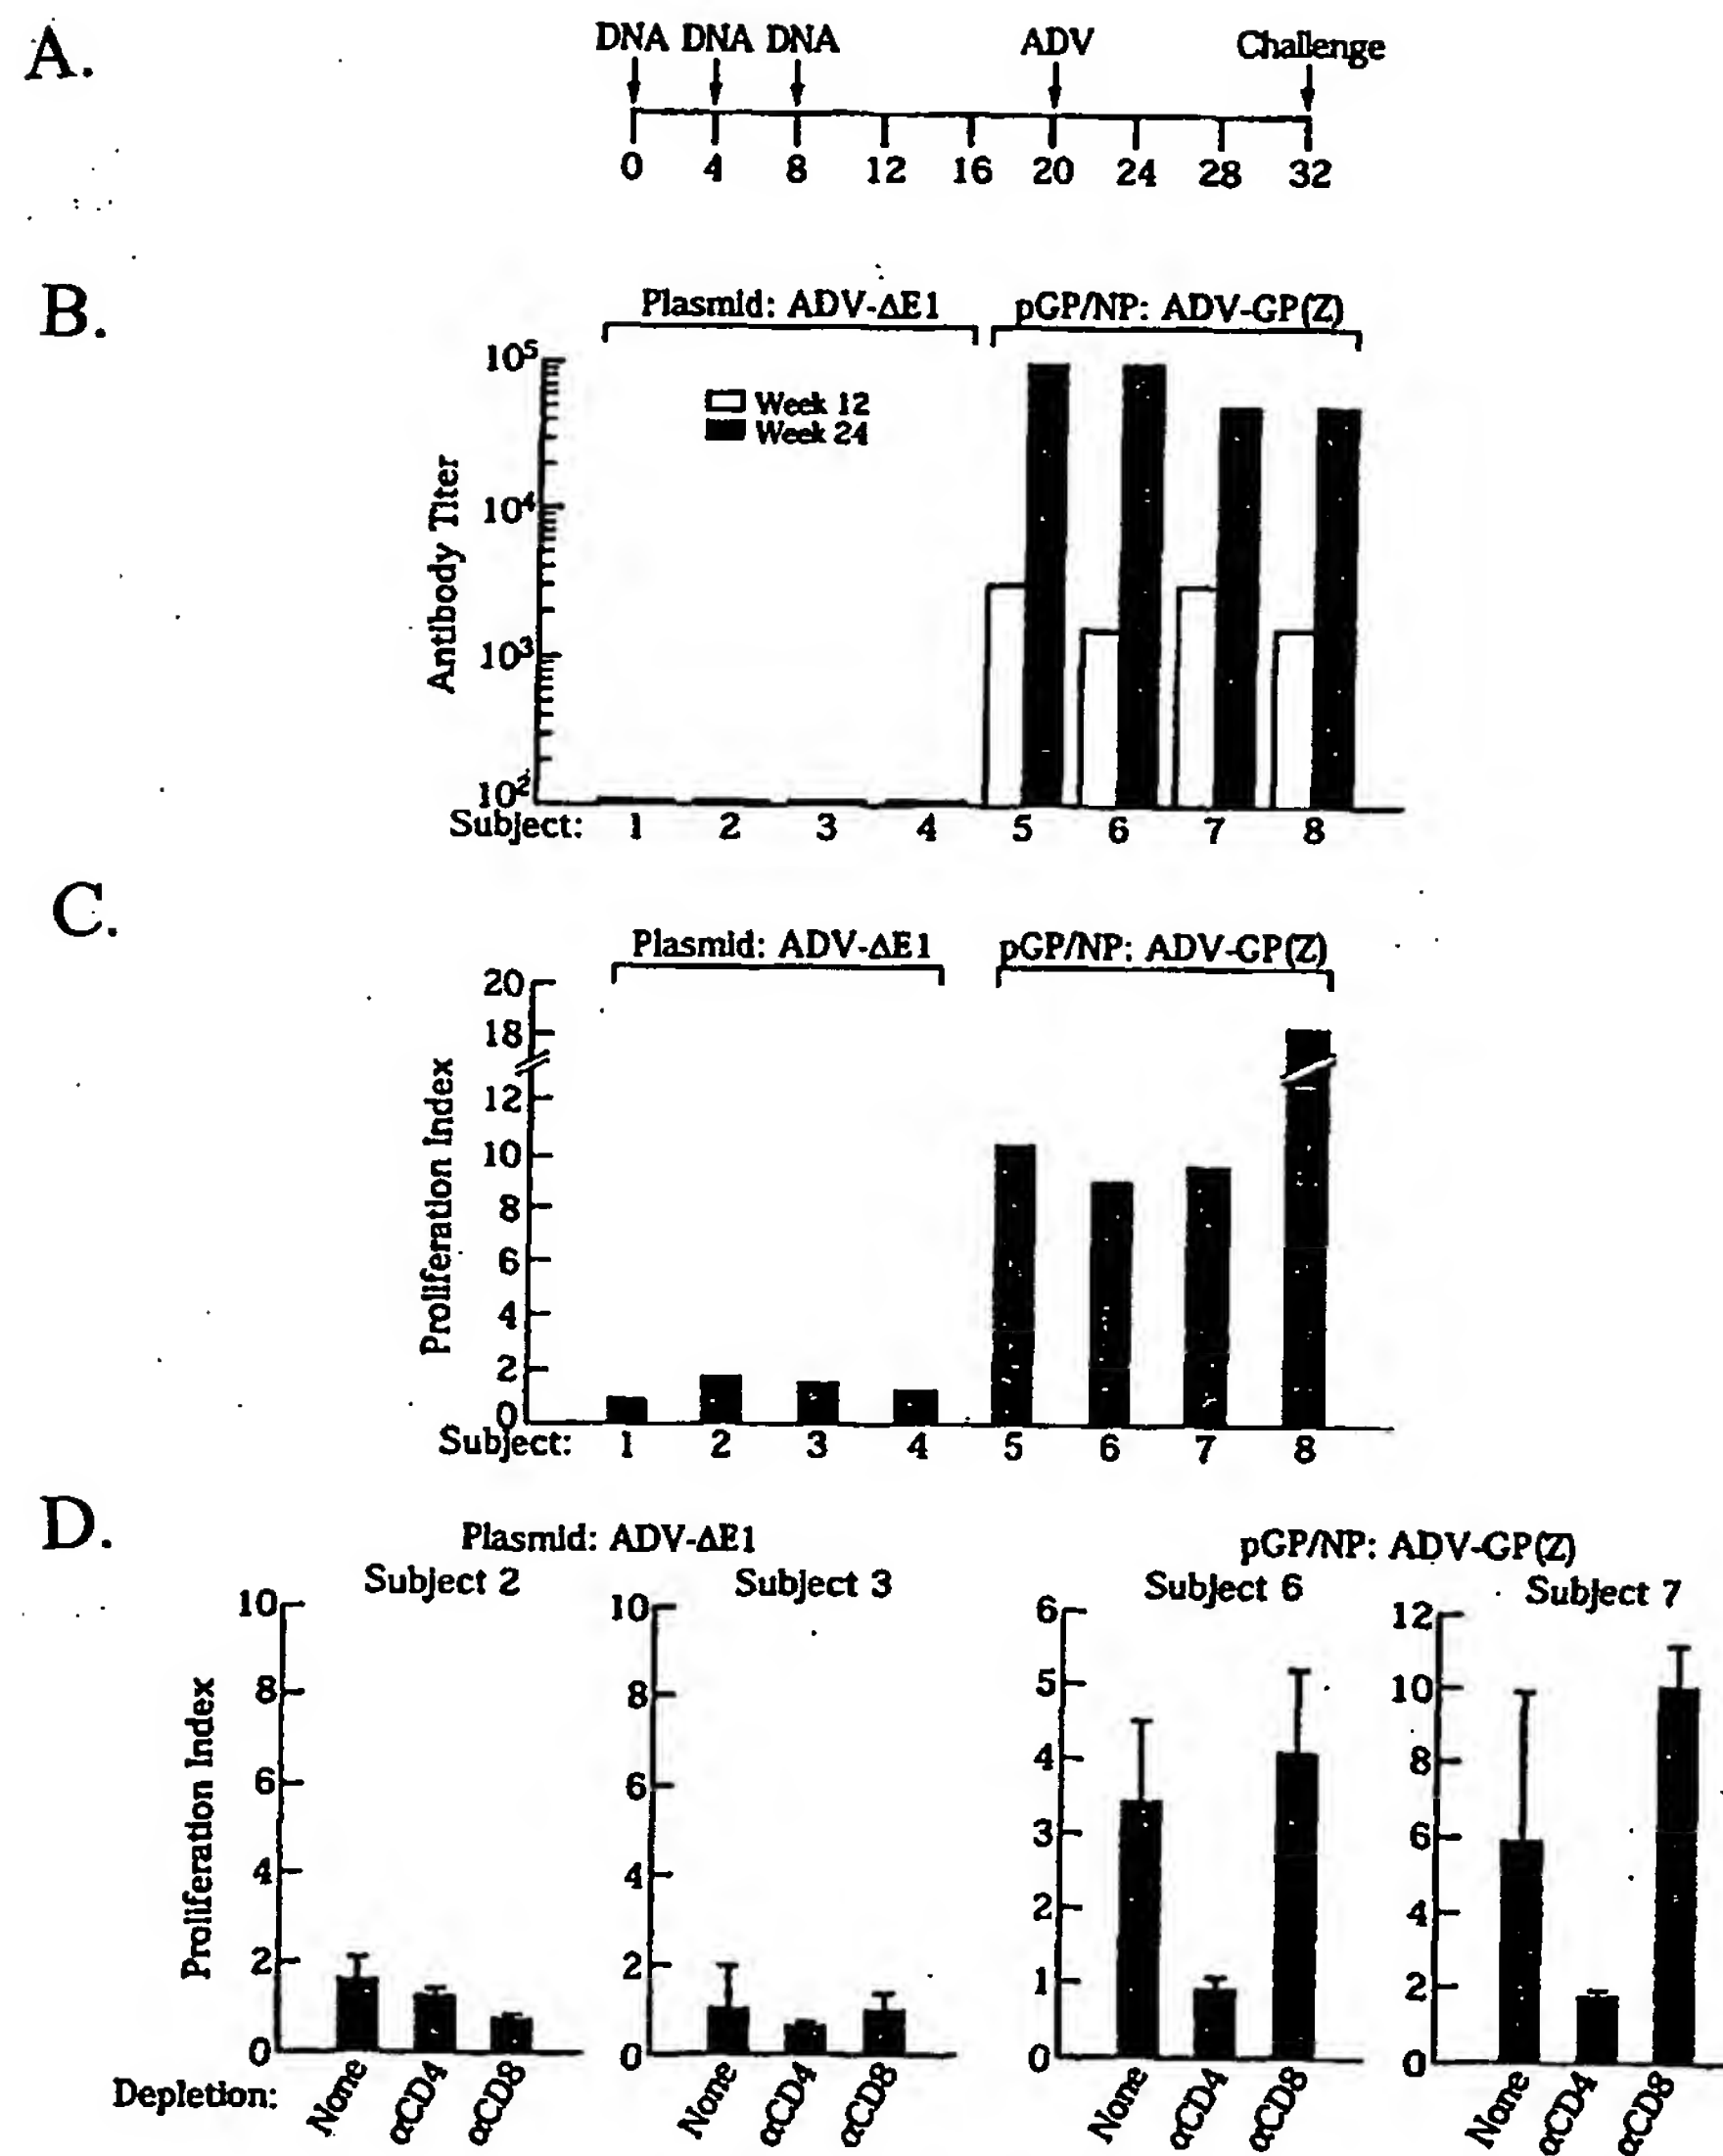 A.
DNA DNA DNA ADV Challenge
0 4 8 12 16 20 24 28 32
B.
Plasmid: ADV-ΔE1 pGP/NP: ADV-GP(Z)
Week 12
Week 24
Antibody Titer
10⁵
10⁴
10³
10²
Subject: 1 2 3 4 5 6 7 8
C.
Plasmid: ADV-ΔE1 pGP/NP: ADV-GP(Z)
Proliferation Index
20
18
12
10
8
6
4
2
0
Subject: 1 2 3 4 5 6 7 8
D.
Plasmid: ADV-ΔE1 pGP/NP: ADV-GP(Z)
Subject 2 Subject 3 Subject 6 Subject 7
Proliferation Index
10
8
6
4
2
0
10
8
6
4
2
0
6
5
4
3
2
1
0
12
10
8
6
4
2
0
Depletion: None αCD4 αCD8 None αCD4 αCD8 None αCD4 αCD8 None αCD4 αCD8